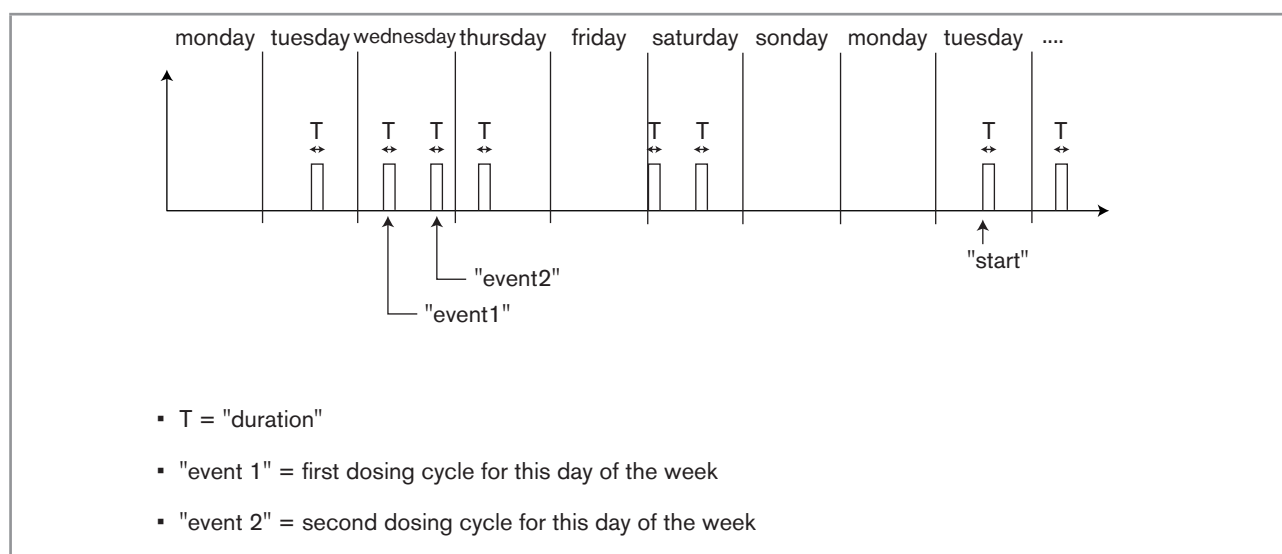 monday tuesday wednesday thursday friday saturday sonday monday tuesday ....
T T T T T T T T
"start"
"event2"
"event1"
▪ T = "duration"
▪ "event 1" = first dosing cycle for this day of the week
▪ "event 2" = second dosing cycle for this day of the week